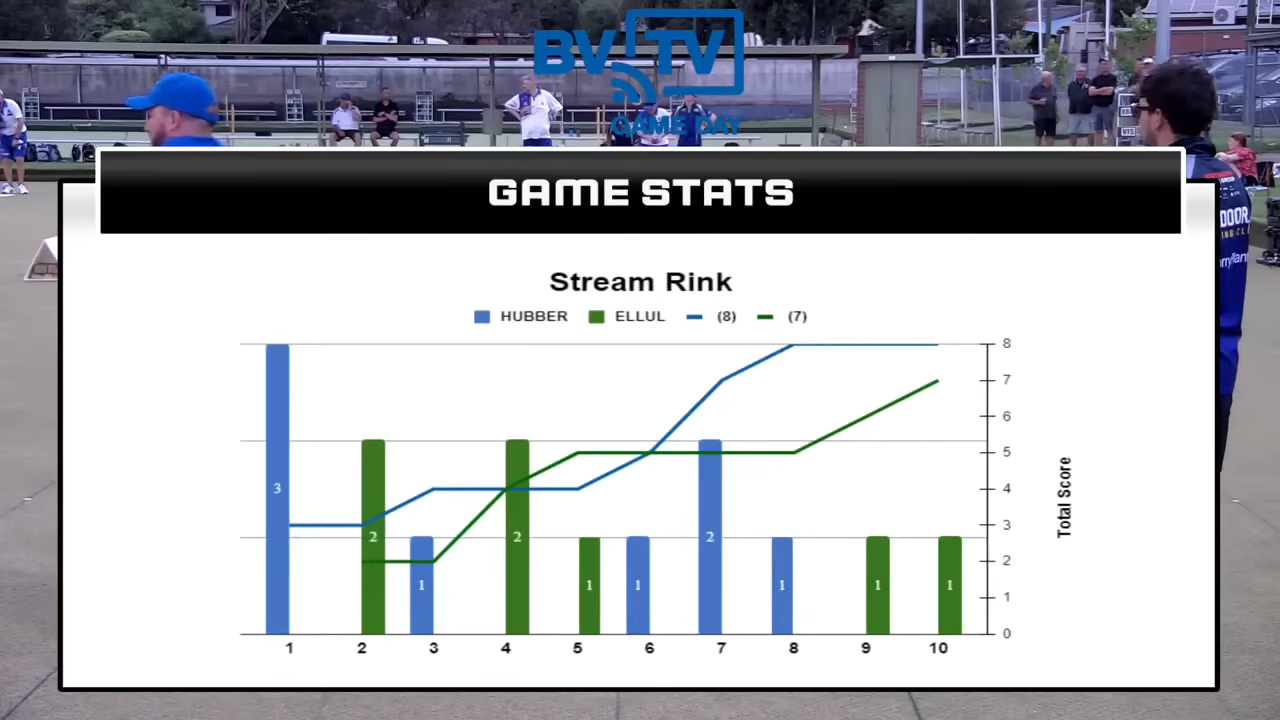 BV TV
GAME DAY
VIS
DOOR
GAME STATS
Stream Rink
HUBBER ELLUL (8) (7)
8
7
6
5
4
3
2
1
0
Total Score
3
2
1
2
1
1
2
1
1
1
1 2 3 4 5 6 7 8 9 10